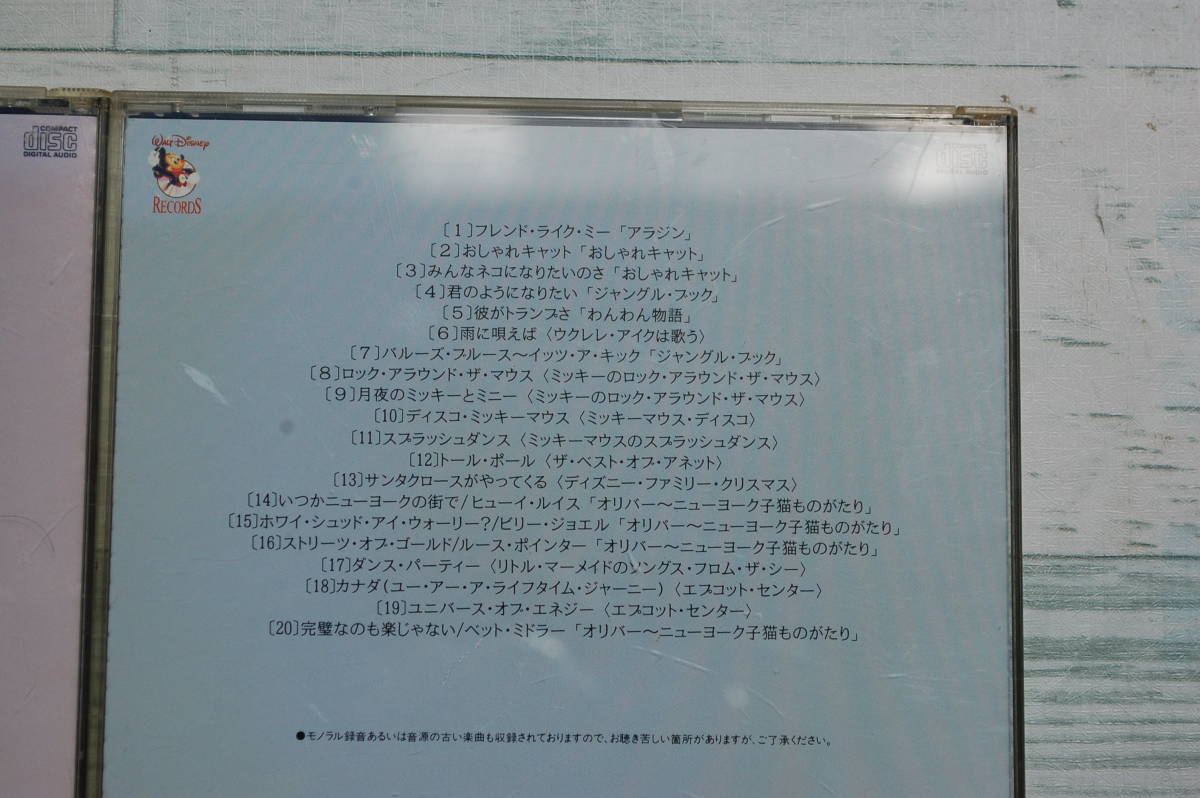 COMPACT
disc
DIGITAL AUDIO
WALT DISNEY
RECORDS
disc
DIGITAL AUDIO
〔1〕フレンド・ライク・ミー「アラジン」
〔2〕おしゃれキャット「おしゃれキャット」
〔3〕みんなネコになりたいのさ「おしゃれキャット」
〔4〕君のようになりたい「ジャングル・ブック」
〔5〕彼がトランプさ「わんわん物語」
〔6〕雨に唄えば〈ウクレレ・アイクは歌う〉
〔7〕バルーズ・ブルース～イッツ・ア・キック「ジャングル・ブック」
〔8〕ロック・アラウンド・ザ・マウス〈ミッキーのロック・アラウンド・ザ・マウス〉
〔9〕月夜のミッキーとミニー〈ミッキーのロック・アラウンド・ザ・マウス〉
〔10〕ディスコ・ミッキーマウス〈ミッキーマウス・ディスコ〉
〔11〕スプラッシュダンス〈ミッキーマウスのスプラッシュダンス〉
〔12〕トール・ポール〈ザ・ベスト・オブ・アネット〉
〔13〕サンタクロースがやってくる〈ディズニー・ファミリー・クリスマス〉
〔14〕いつかニューヨークの街で/ヒューイ・ルイス「オリバー～ニューヨーク子猫ものがたり」
〔15〕ホワイ・シュッド・アイ・ウォーリー?/ビリー・ジョエル「オリバー～ニューヨーク子猫ものがたり」
〔16〕ストリーツ・オブ・ゴールド/ルース・ポインター「オリバー～ニューヨーク子猫ものがたり」
〔17〕ダンス・パーティー〈リトル・マーメイドのソングス・フロム・ザ・シー〉
〔18〕カナダ(ユー・アー・ア・ライフタイム・ジャーニー)〈エプコット・センター〉
〔19〕ユニバース・オブ・エネジー〈エプコット・センター〉
〔20〕完璧なのも楽じゃない/ベット・ミドラー「オリバー～ニューヨーク子猫ものがたり」
●モノラル録音あるいは音源の古い楽曲も収録されておりますので、お聴き苦しい箇所がありますが、ご了承ください。